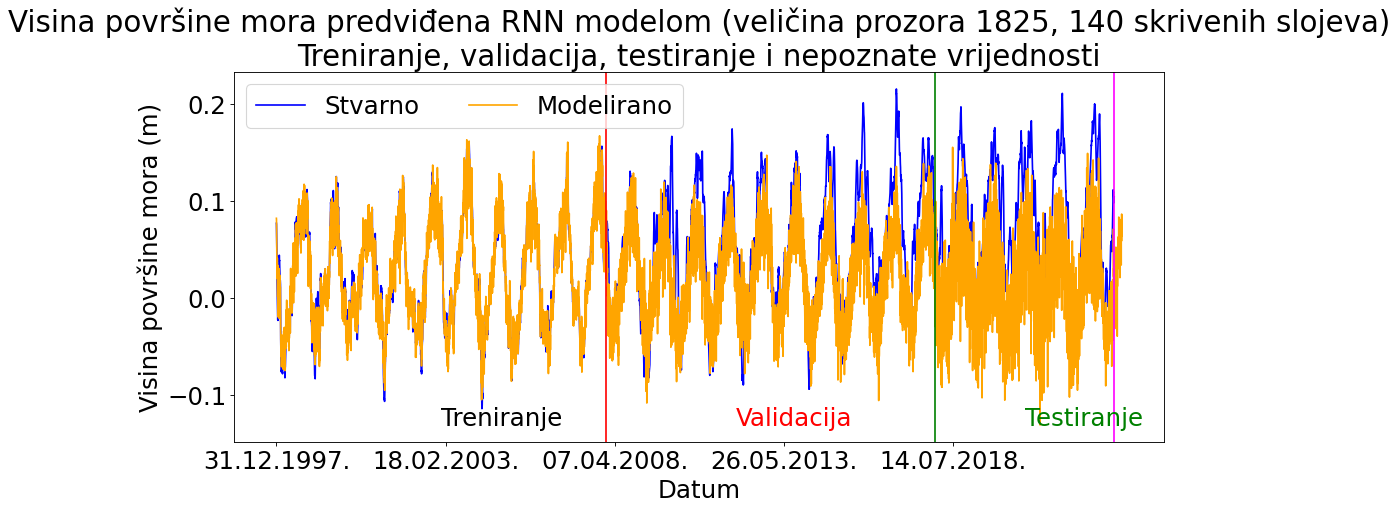 Visina površine mora predviđena RNN modelom (veličina prozora 1825, 140 skrivenih slojeva)
Treniranje, validacija, testiranje i nepoznate vrijednosti
Stvarno
Modelirano
Visina površine mora (m)
0.2
0.1
0.0
−0.1
Treniranje
Validacija
Testiranje
31.12.1997.
18.02.2003.
07.04.2008.
26.05.2013.
14.07.2018.
Datum